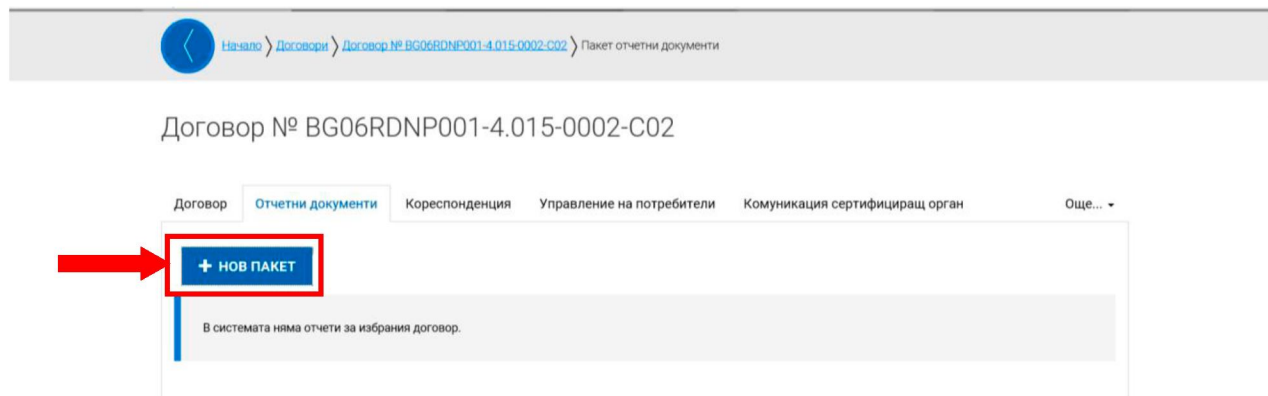 Начало 〉 Договори 〉 Договор № BG06RDNP001-4.015-0002-C02 〉 Пакет отчетни документи
Договор № BG06RDNP001-4.015-0002-C02
Договор Отчетни документи Кореспонденция Управление на потребители Комуникация сертифициращ орган Още...
+ НОВ ПАКЕТ
В системата няма отчети за избрания договор.